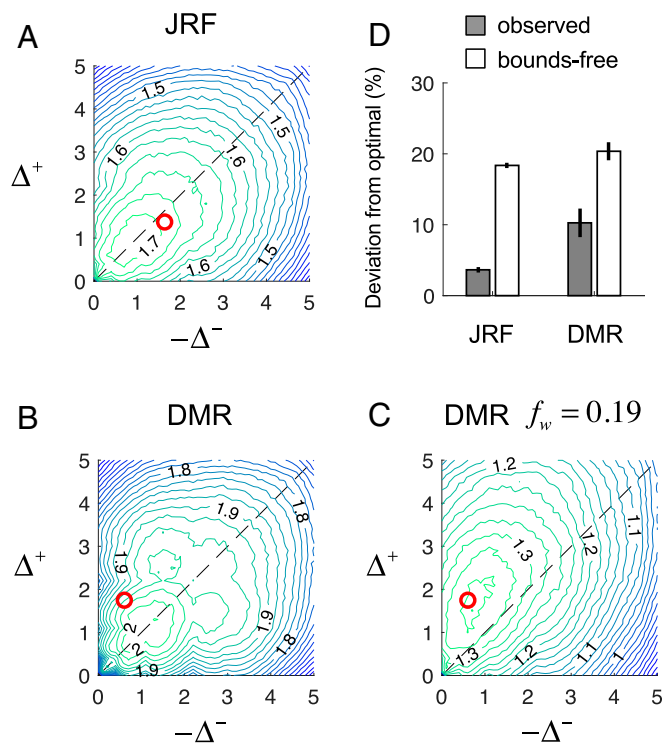 A
JRF
5
4
3
2
1
0
Δ⁺
1.5
1.5
1.6
1.6
1.7
1.6
1.5
0 1 2 3 4 5
−Δ⁻
D
observed
bounds-free
Deviation from optimal (%)
30
20
10
0
JRF DMR
B
DMR
5
4
3
2
1
0
Δ⁺
1.8
1.8
1.9
1.9
2
2
1.9
1.9
1.8
0 1 2 3 4 5
−Δ⁻
C
DMR f_w = 0.19
5
4
3
2
1
0
Δ⁺
1.2
1.1
1.2
1.3
1.3
1.2
1.1
1
0 1 2 3 4 5
−Δ⁻